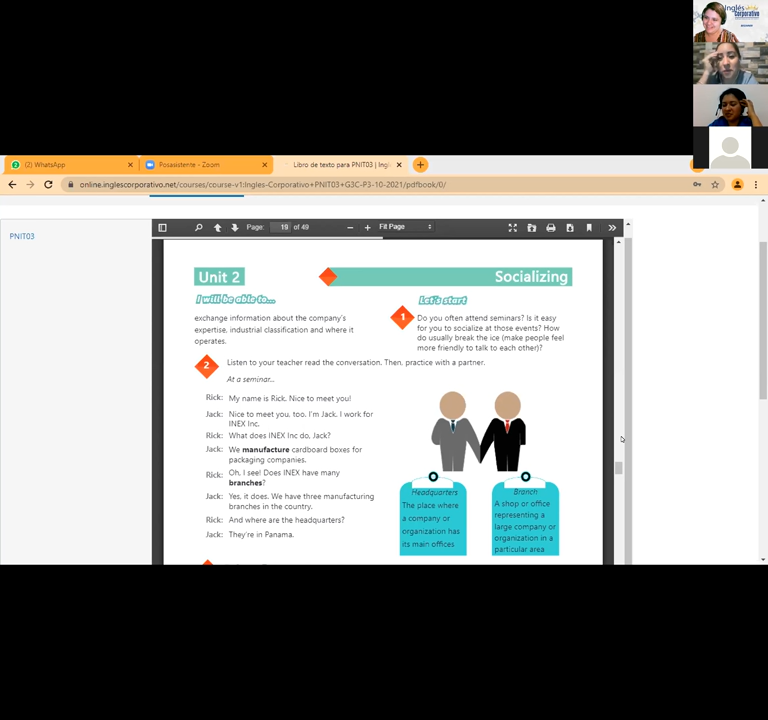 Inglés
Corporativo
(2) WhatsApp
Posasistente - Zoom
Libro de texto para PNIT03 | Ingl
online.inglescorporativo.net/courses/course-v1:Ingles-Corporativo+PNIT03+G3C-P3-10-2021/pdfbook/0/
PNIT03
Page: 19 of 49
Fit Page
Unit 2
Socializing
I will be able to...
exchange information about the company's
expertise, industrial classification and where it
operates.
Let's start
1
Do you often attend seminars? Is it easy
for you to socialize at those events? How
do usually break the ice (make people feel
more friendly to talk to each other)?
2
Listen to your teacher read the conversation. Then, practice with a partner.
At a seminar...
Rick: My name is Rick. Nice to meet you!
Jack: Nice to meet you, too. I'm Jack. I work for
INEX Inc.
Rick: What does INEX Inc do, Jack?
Jack: We manufacture cardboard boxes for
packaging companies.
Rick: Oh, I see! Does INEX have many
branches?
Jack: Yes, it does. We have three manufacturing
branches in the country.
Rick: And where are the headquarters?
Jack: They're in Panama.
Headquarters
The place where
a company or
organization has
its main offices
Branch
A shop or office
representing a
large company or
organization in a
particular area